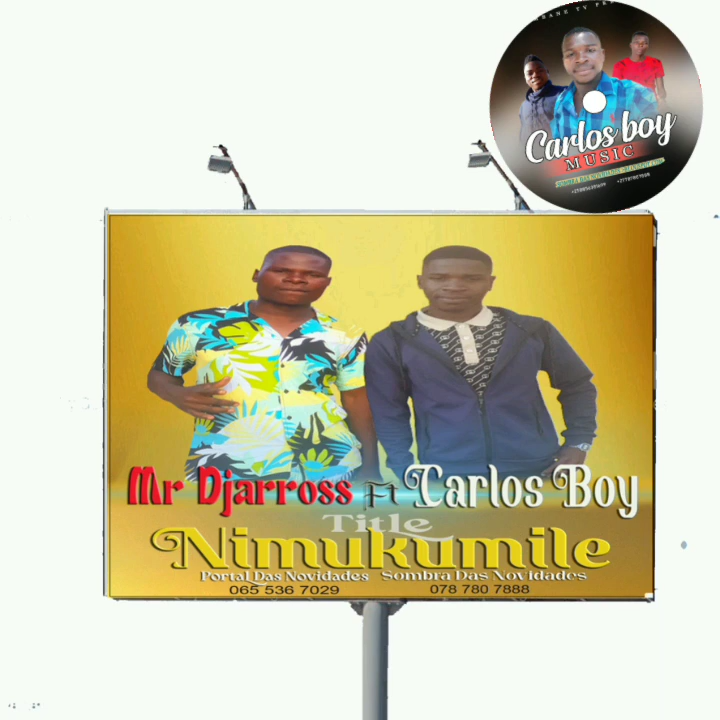 Carlos boy
MUSIC
Mr Djarross Ft Carlos Boy
TitLe
Nimukumile
Portal Das Novidades Sombra Das Novidades
065 536 7029 078 780 7888